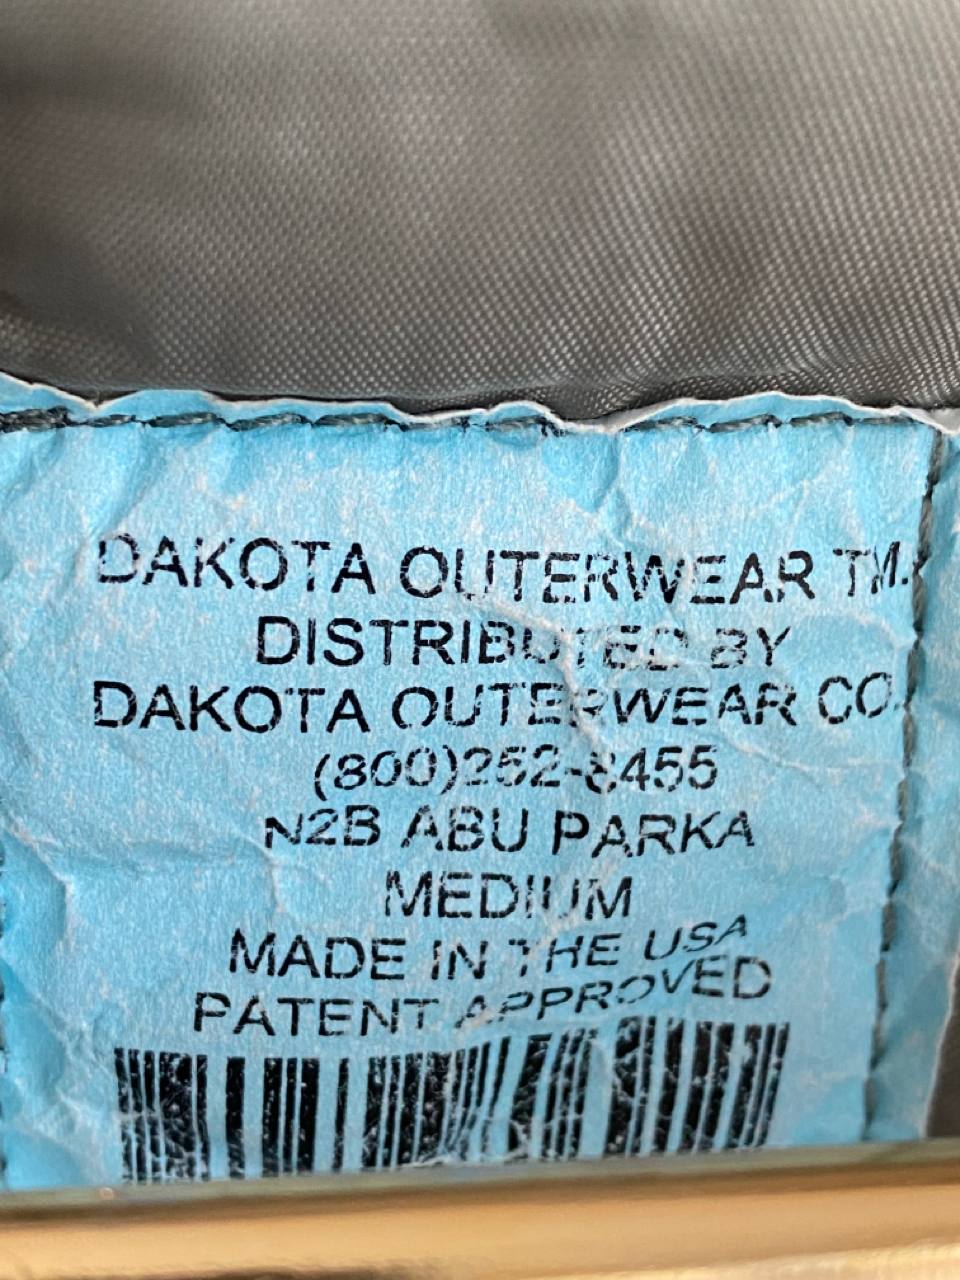 DAKOTA OUTERWEAR TM.
DISTRIBUTED BY
DAKOTA OUTERWEAR CO.
(800)252-8455
N2B ABU PARKA
MEDIUM
MADE IN THE USA
PATENT APPROVED